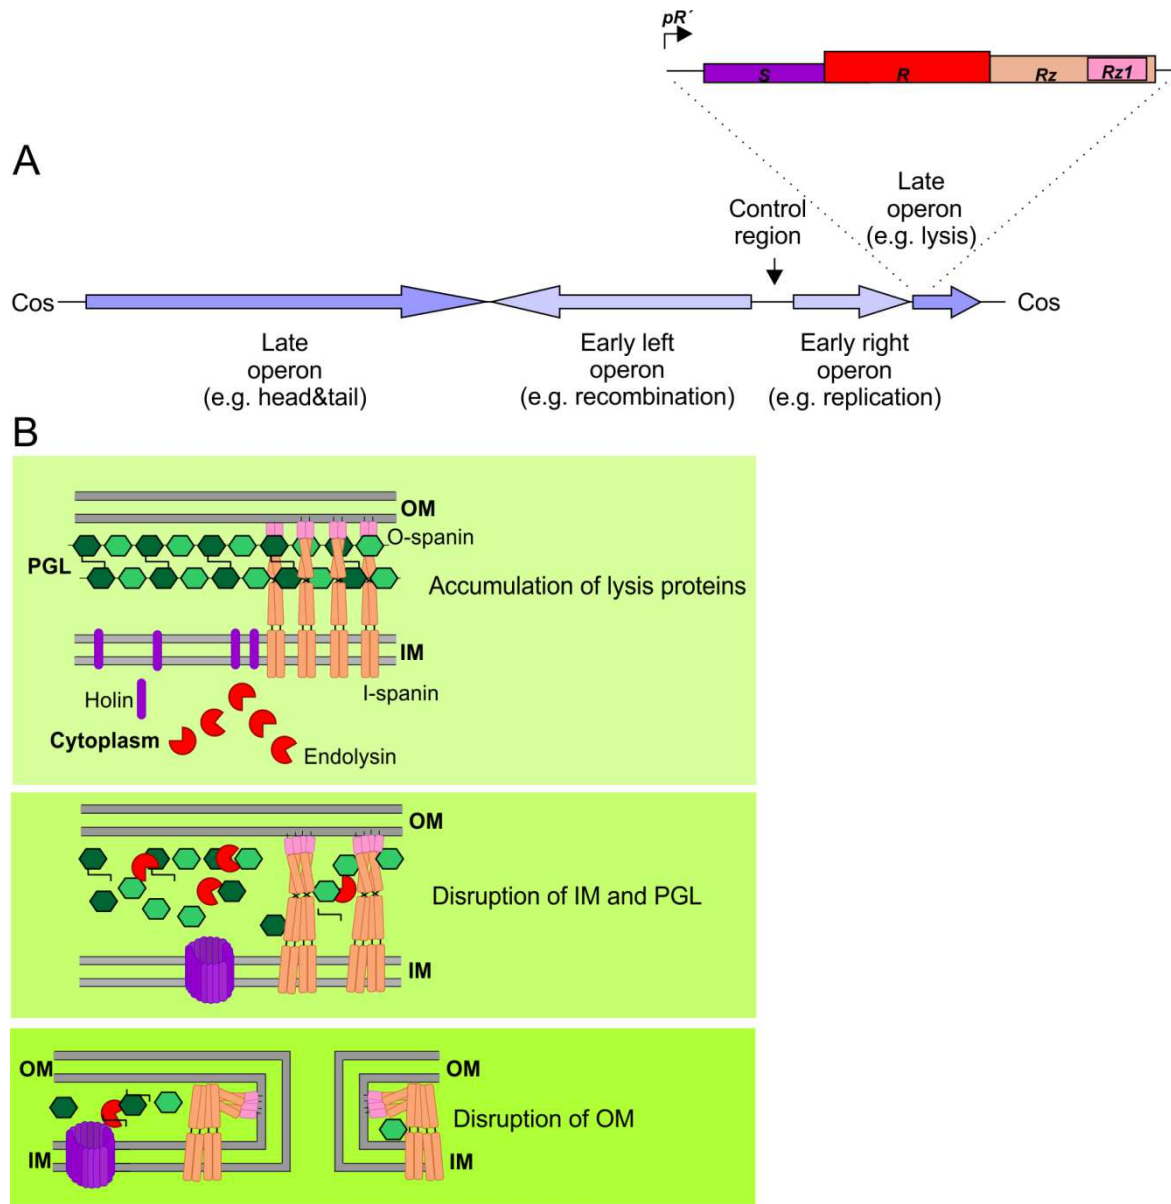 pR´
S R Rz Rz1
A
Late
operon
(e.g. lysis)
Control
region
Cos
Cos
Late
operon
(e.g. head&tail)
Early left
operon
(e.g. recombination)
Early right
operon
(e.g. replication)
B
OM
O-spanin
PGL
Accumulation of lysis proteins
IM
I-spanin
Holin
Cytoplasm
Endolysin
OM
Disruption of IM and PGL
IM
OM
OM
Disruption of OM
IM
IM